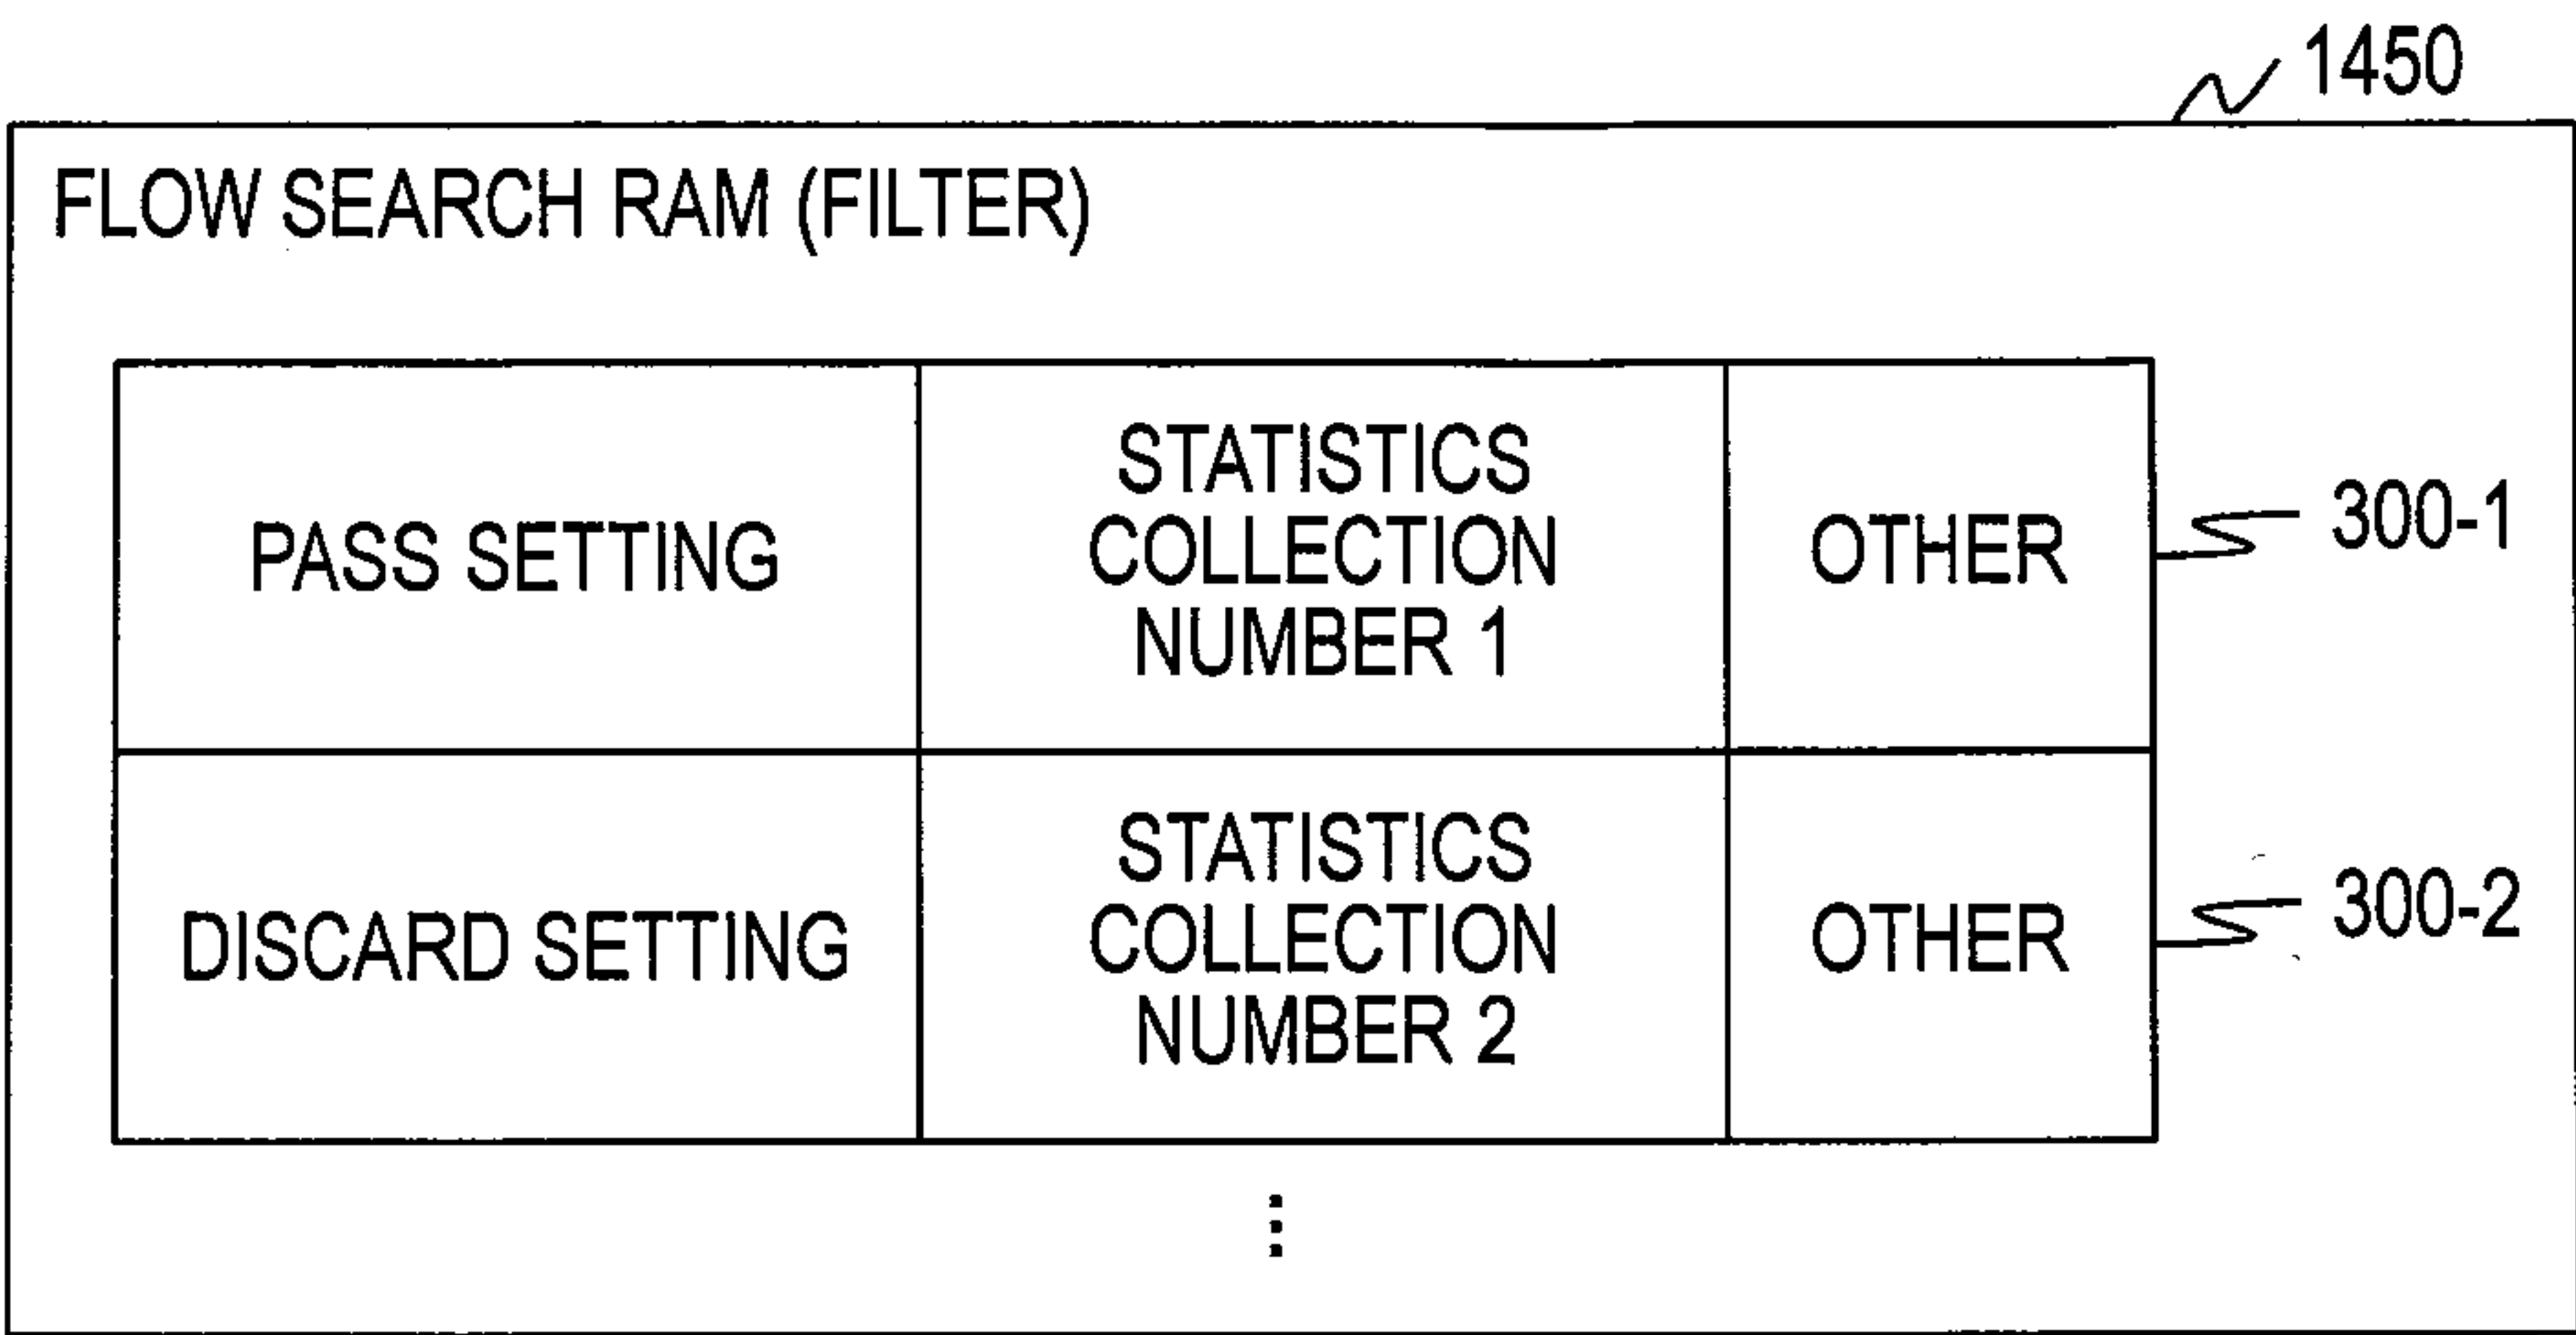 1450
FLOW SEARCH RAM (FILTER)
PASS SETTING
STATISTICS
COLLECTION
NUMBER 1
OTHER
300-1
DISCARD SETTING
STATISTICS
COLLECTION
NUMBER 2
OTHER
300-2
⋮